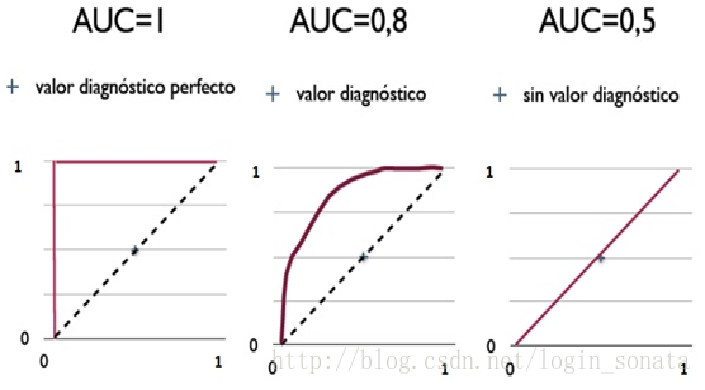 AUC=1
AUC=0,8
AUC=0,5
+ valor diagnóstico perfecto
+ valor diagnóstico
+ sin valor diagnóstico
1
0
0
1
1
0
0
1
1
0
0
1
http://blog.csdn.net/login_sonata